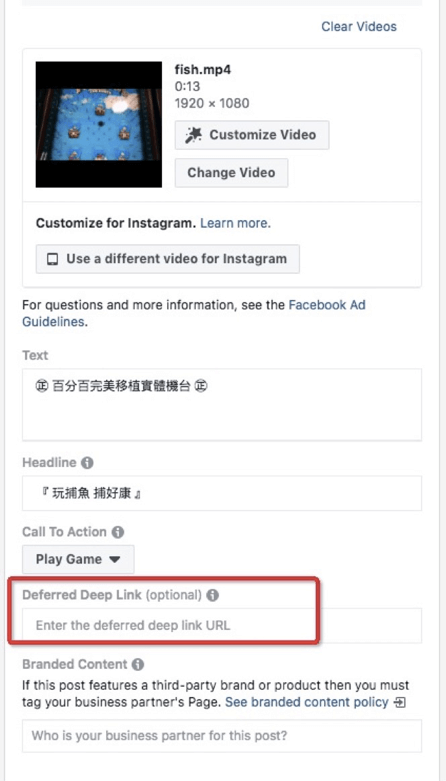 Clear Videos
fish.mp4
0:13
1920 × 1080
Customize Video
Change Video
Customize for Instagram. Learn more.
Use a different video for Instagram
For questions and more information, see the Facebook Ad
Guidelines.
Text
㊣ 百分百完美移植實體機台 ㊣
Headline
『 玩捕魚 捕好康 』
Call To Action
Play Game
Deferred Deep Link (optional)
Enter the deferred deep link URL
Branded Content
If this post features a third-party brand or product then you must
tag your business partner's Page. See branded content policy
Who is your business partner for this post?